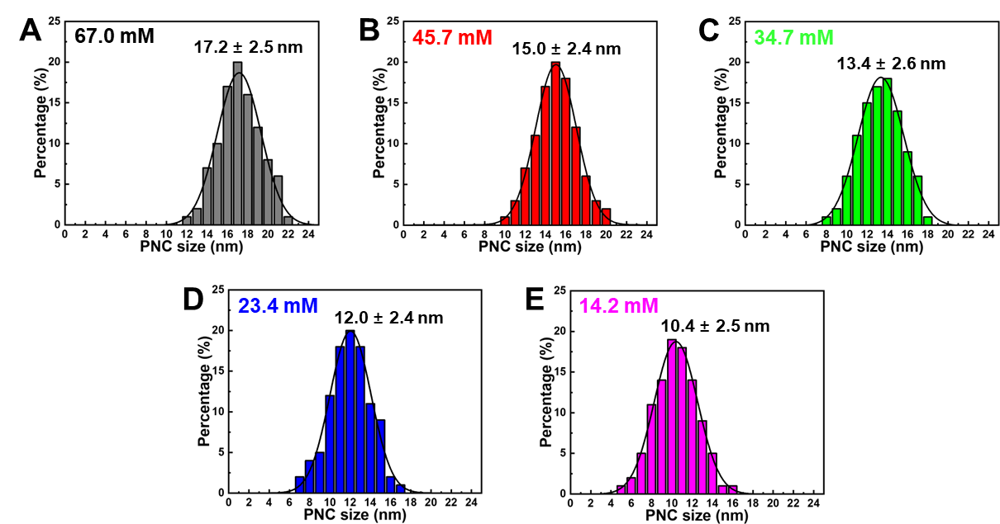 A
67.0 mM
17.2 ± 2.5 nm
Percentage (%)
25
20
15
10
5
0
0 2 4 6 8 10 12 14 16 18 20 22 24
PNC size (nm)
B
45.7 mM
15.0 ± 2.4 nm
Percentage (%)
25
20
15
10
5
0
0 2 4 6 8 10 12 14 16 18 20 22 24
PNC size (nm)
C
34.7 mM
13.4 ± 2.6 nm
Percentage (%)
25
20
15
10
5
0
0 2 4 6 8 10 12 14 16 18 20 22 24
PNC size (nm)
D
23.4 mM
12.0 ± 2.4 nm
Percentage (%)
25
20
15
10
5
0
0 2 4 6 8 10 12 14 16 18 20 22 24
PNC size (nm)
E
14.2 mM
10.4 ± 2.5 nm
Percentage (%)
25
20
15
10
5
0
0 2 4 6 8 10 12 14 16 18 20 22 24
PNC size (nm)